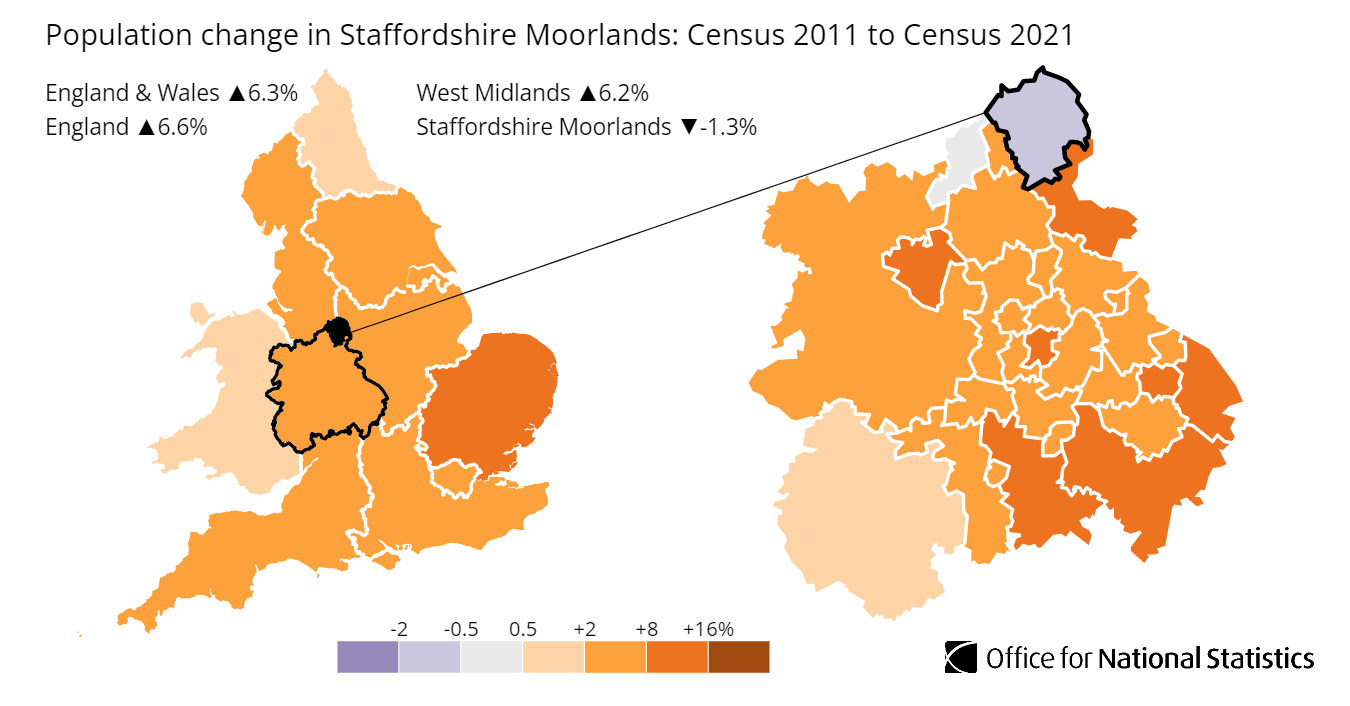 Population change in Staffordshire Moorlands: Census 2011 to Census 2021
England & Wales ▲6.3%
West Midlands ▲6.2%
England ▲6.6%
Staffordshire Moorlands ▼-1.3%
-2 -0.5 0.5 +2 +8 +16%
Office for National Statistics